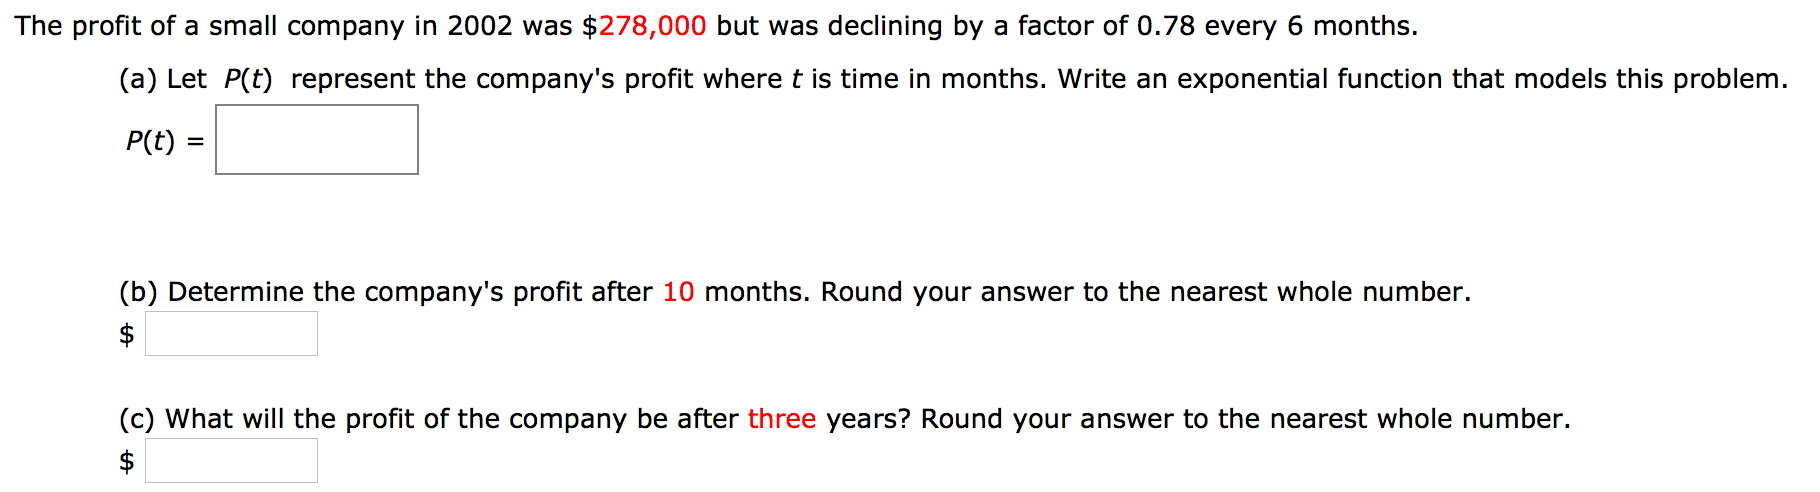 The profit of a small company in 2002 was $278,000 but was declining by a factor of 0.78 every 6 months.
(a) Let P(t) represent the company's profit where t is time in months. Write an exponential function that models this problem.
P(t) =
(b) Determine the company's profit after 10 months. Round your answer to the nearest whole number.
$
(c) What will the profit of the company be after three years? Round your answer to the nearest whole number.
$